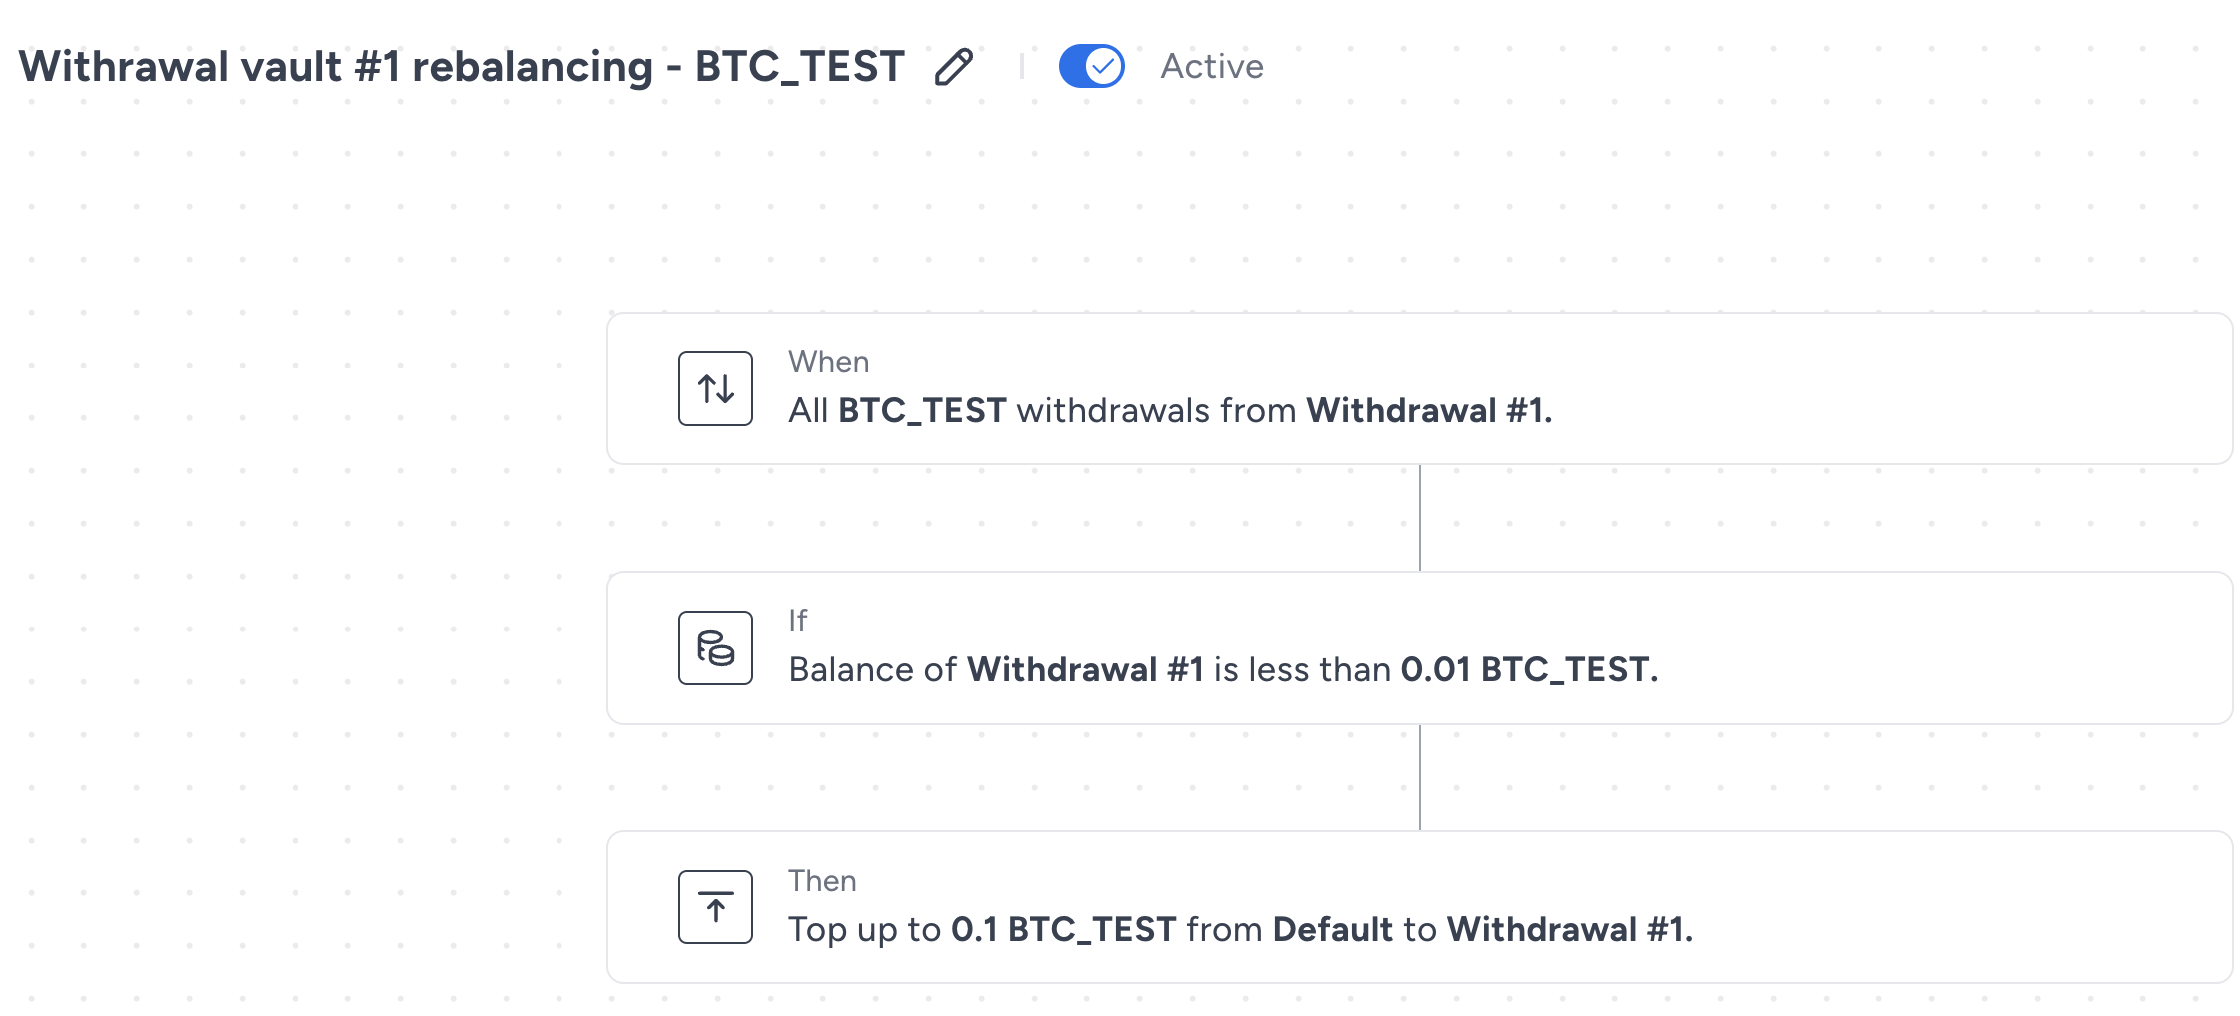 Withrawal vault #1 rebalancing - BTC_TEST
Active
When
All BTC_TEST withdrawals from Withdrawal #1.
If
Balance of Withdrawal #1 is less than 0.01 BTC_TEST.
Then
Top up to 0.1 BTC_TEST from Default to Withdrawal #1.